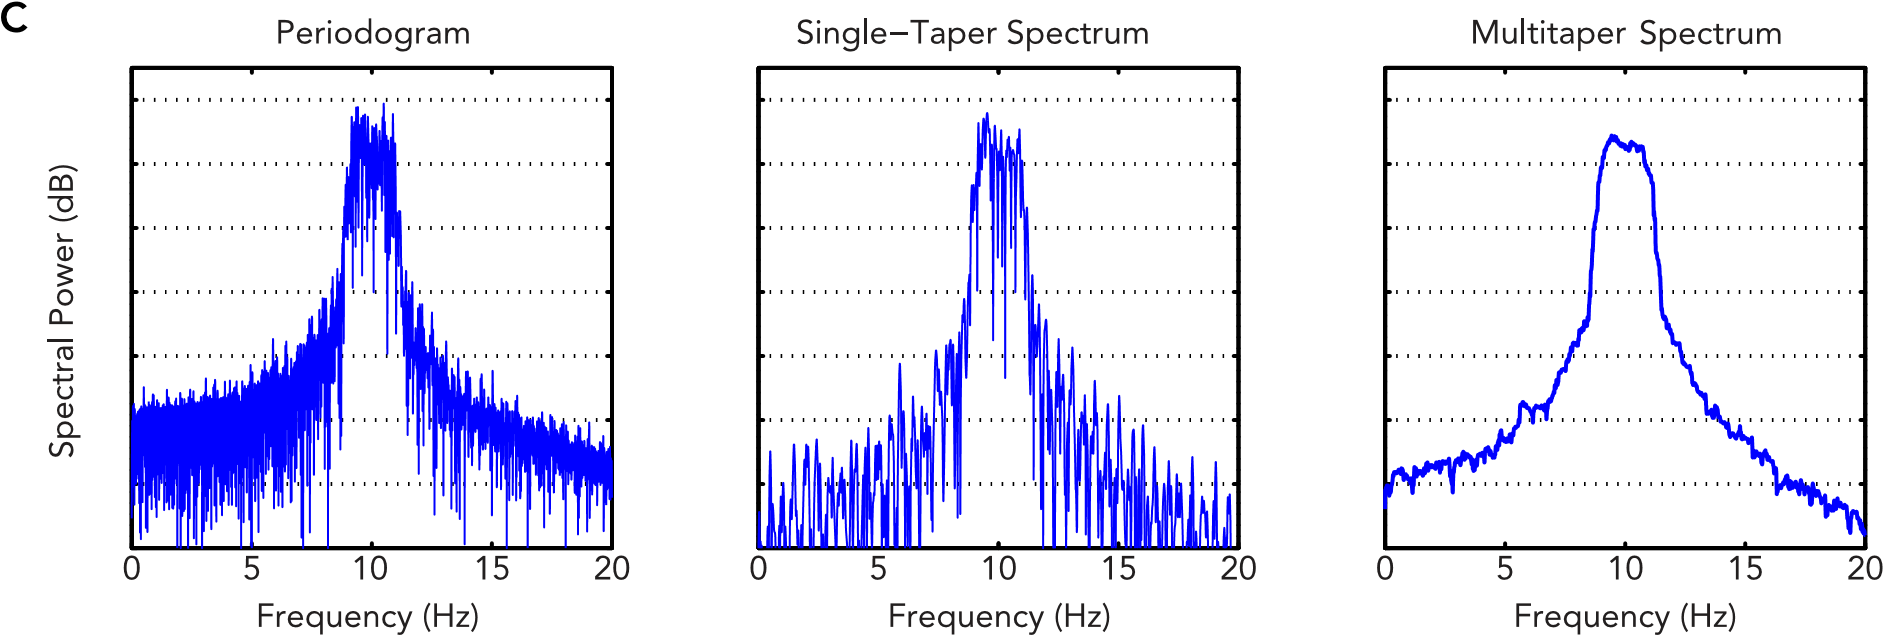 C
Periodogram
Single–Taper Spectrum
Multitaper Spectrum
Spectral Power (dB)
0 5 10 15 20
0 5 10 15 20
0 5 10 15 20
Frequency (Hz)
Frequency (Hz)
Frequency (Hz)